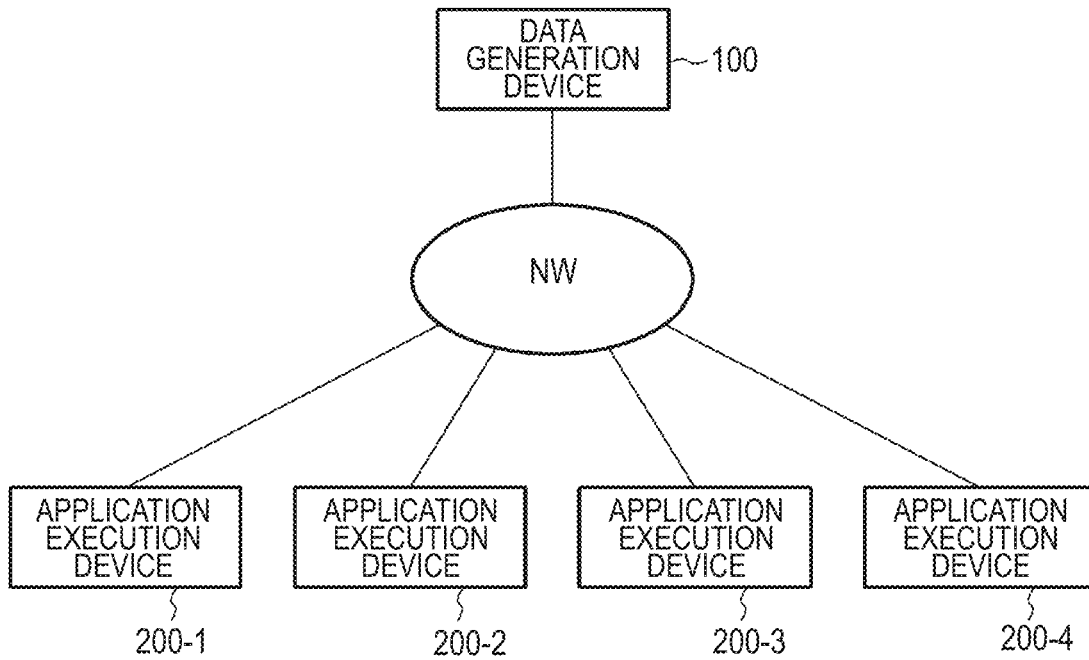 DATA
GENERATION
DEVICE
100
NW
APPLICATION
EXECUTION
DEVICE
200-1
APPLICATION
EXECUTION
DEVICE
200-2
APPLICATION
EXECUTION
DEVICE
200-3
APPLICATION
EXECUTION
DEVICE
200-4